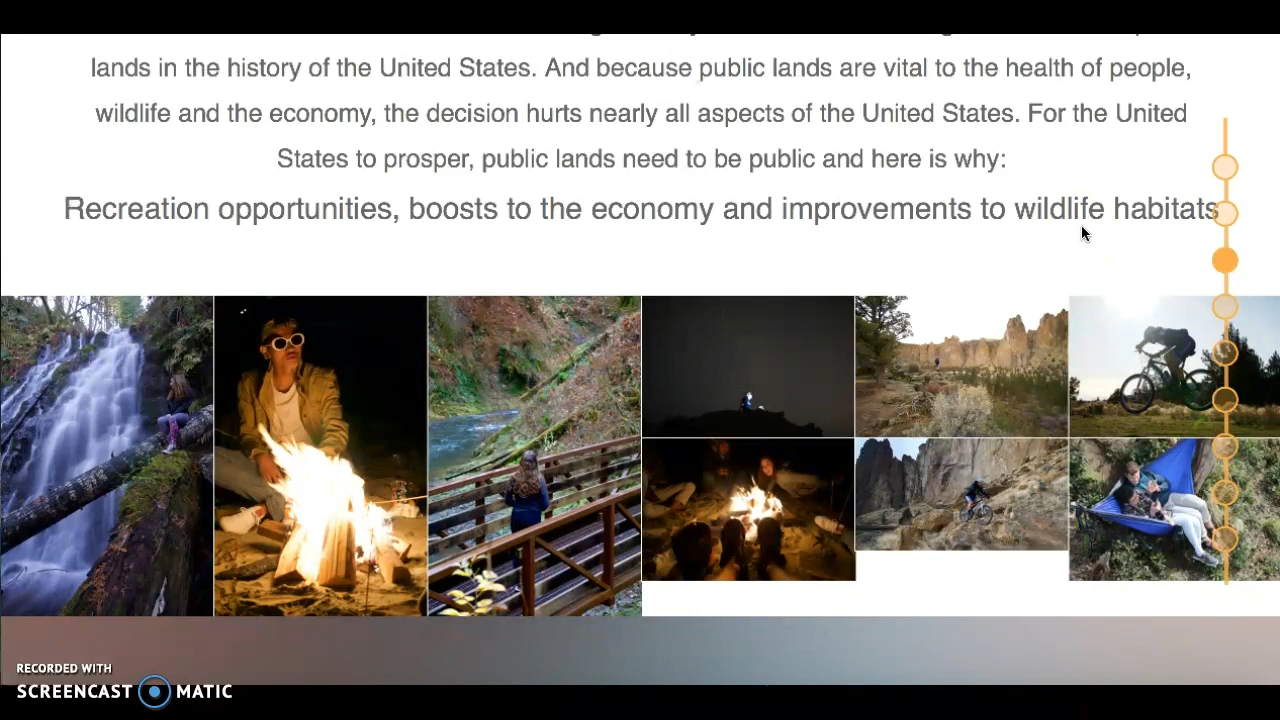 lands in the history of the United States. And because public lands are vital to the health of people,
wildlife and the economy, the decision hurts nearly all aspects of the United States. For the United
States to prosper, public lands need to be public and here is why:
Recreation opportunities, boosts to the economy and improvements to wildlife habitats
RECORDED WITH
SCREENCAST MATIC